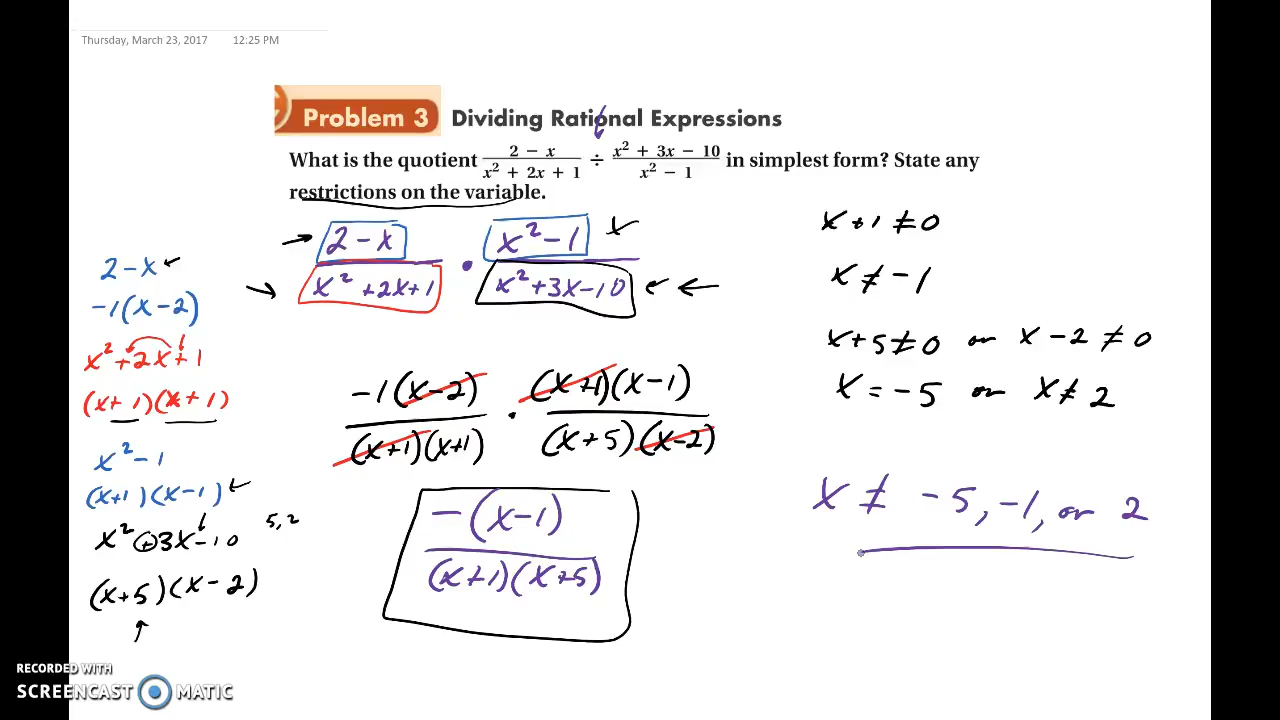 Thursday, March 23, 2017 12:25 PM
Problem 3 Dividing Rational Expressions
What is the quotient (2 − x)/(x² + 2x + 1) ÷ (x² + 3x − 10)/(x² − 1) in simplest form? State any
restrictions on the variable.
2 - x
-1(x - 2)
x² + 2x + 1
(x + 1)(x + 1)
x² - 1
(x+1)(x-1)
x² + 3x - 10 5, 2
(x+5)(x-2)
(2 - x)/(x² + 2x + 1) · (x² - 1)/(x² + 3x - 10)
-1(x-2)/(x+1)(x+1) · (x+1)(x-1)/(x+5)(x-2)
-(x-1)/(x+1)(x+5)
x + 1 ≠ 0
x ≠ -1
x + 5 ≠ 0 or x - 2 ≠ 0
x = -5 or x ≠ 2
x ≠ -5, -1, or 2
RECORDED WITH
SCREENCAST MATIC